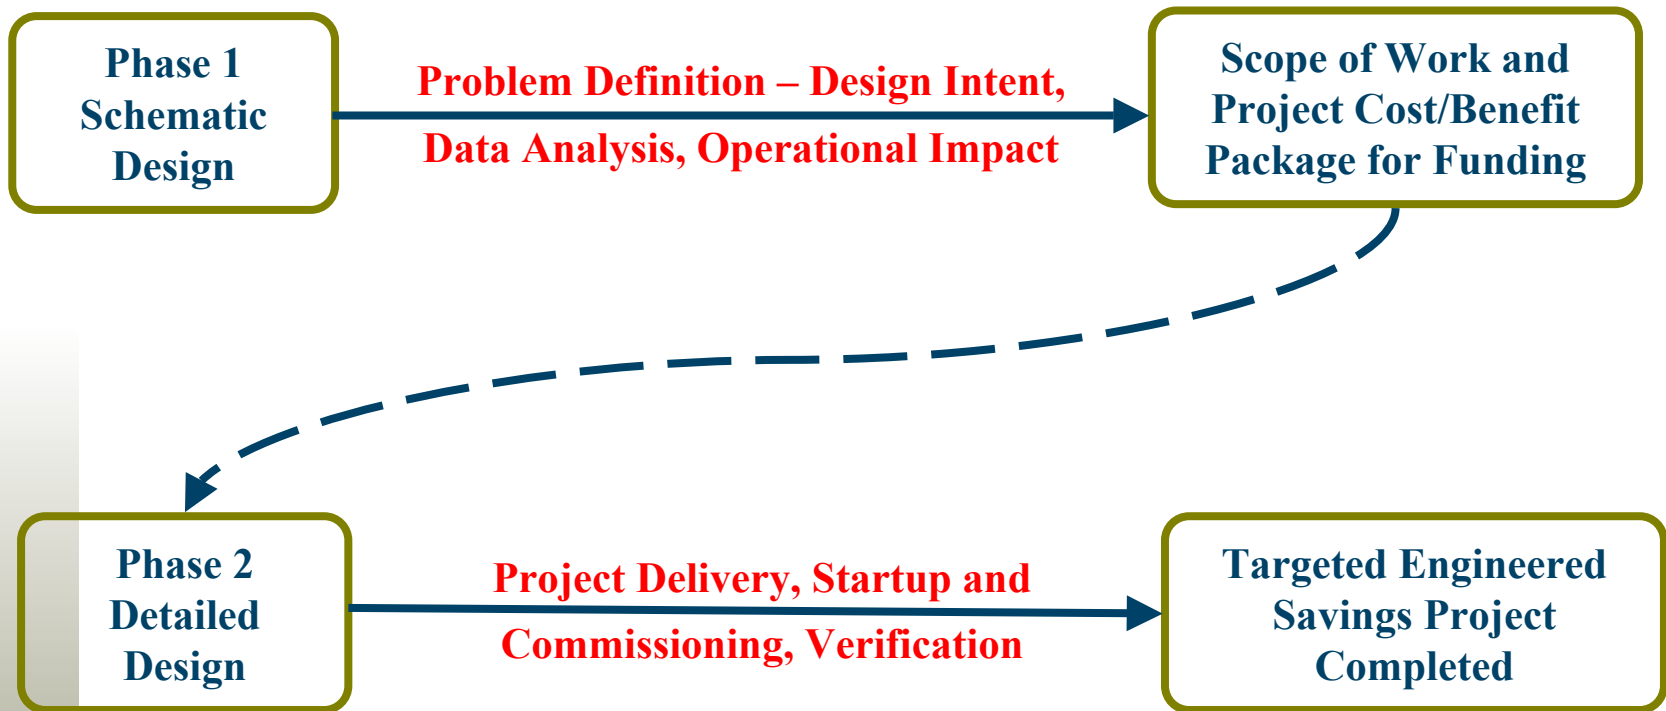 Phase 1
Schematic
Design
Problem Definition – Design Intent,
Data Analysis, Operational Impact
Scope of Work and
Project Cost/Benefit
Package for Funding
Phase 2
Detailed
Design
Project Delivery, Startup and
Commissioning, Verification
Targeted Engineered
Savings Project
Completed